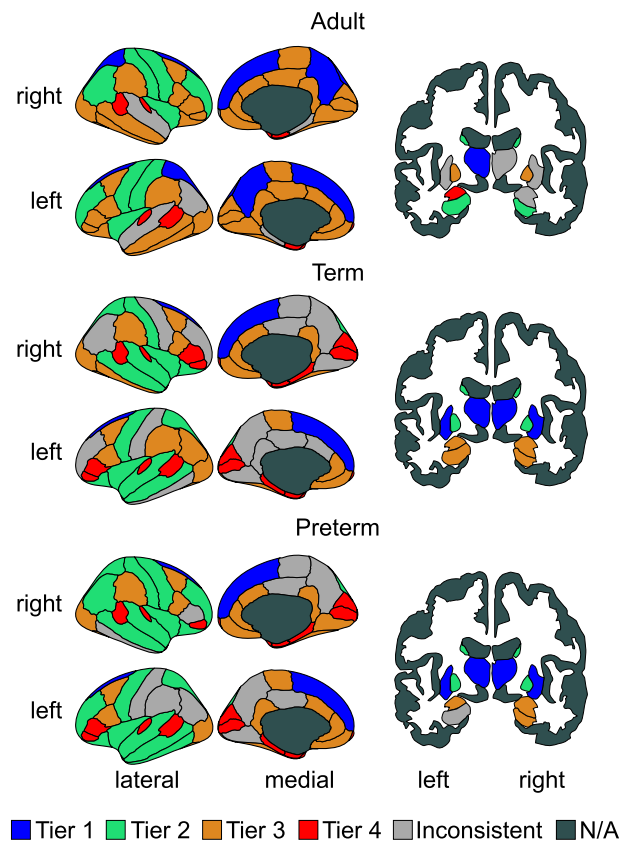 Adult
right
left
Term
right
left
Preterm
right
left
lateral medial left right
Tier 1 Tier 2 Tier 3 Tier 4 Inconsistent N/A